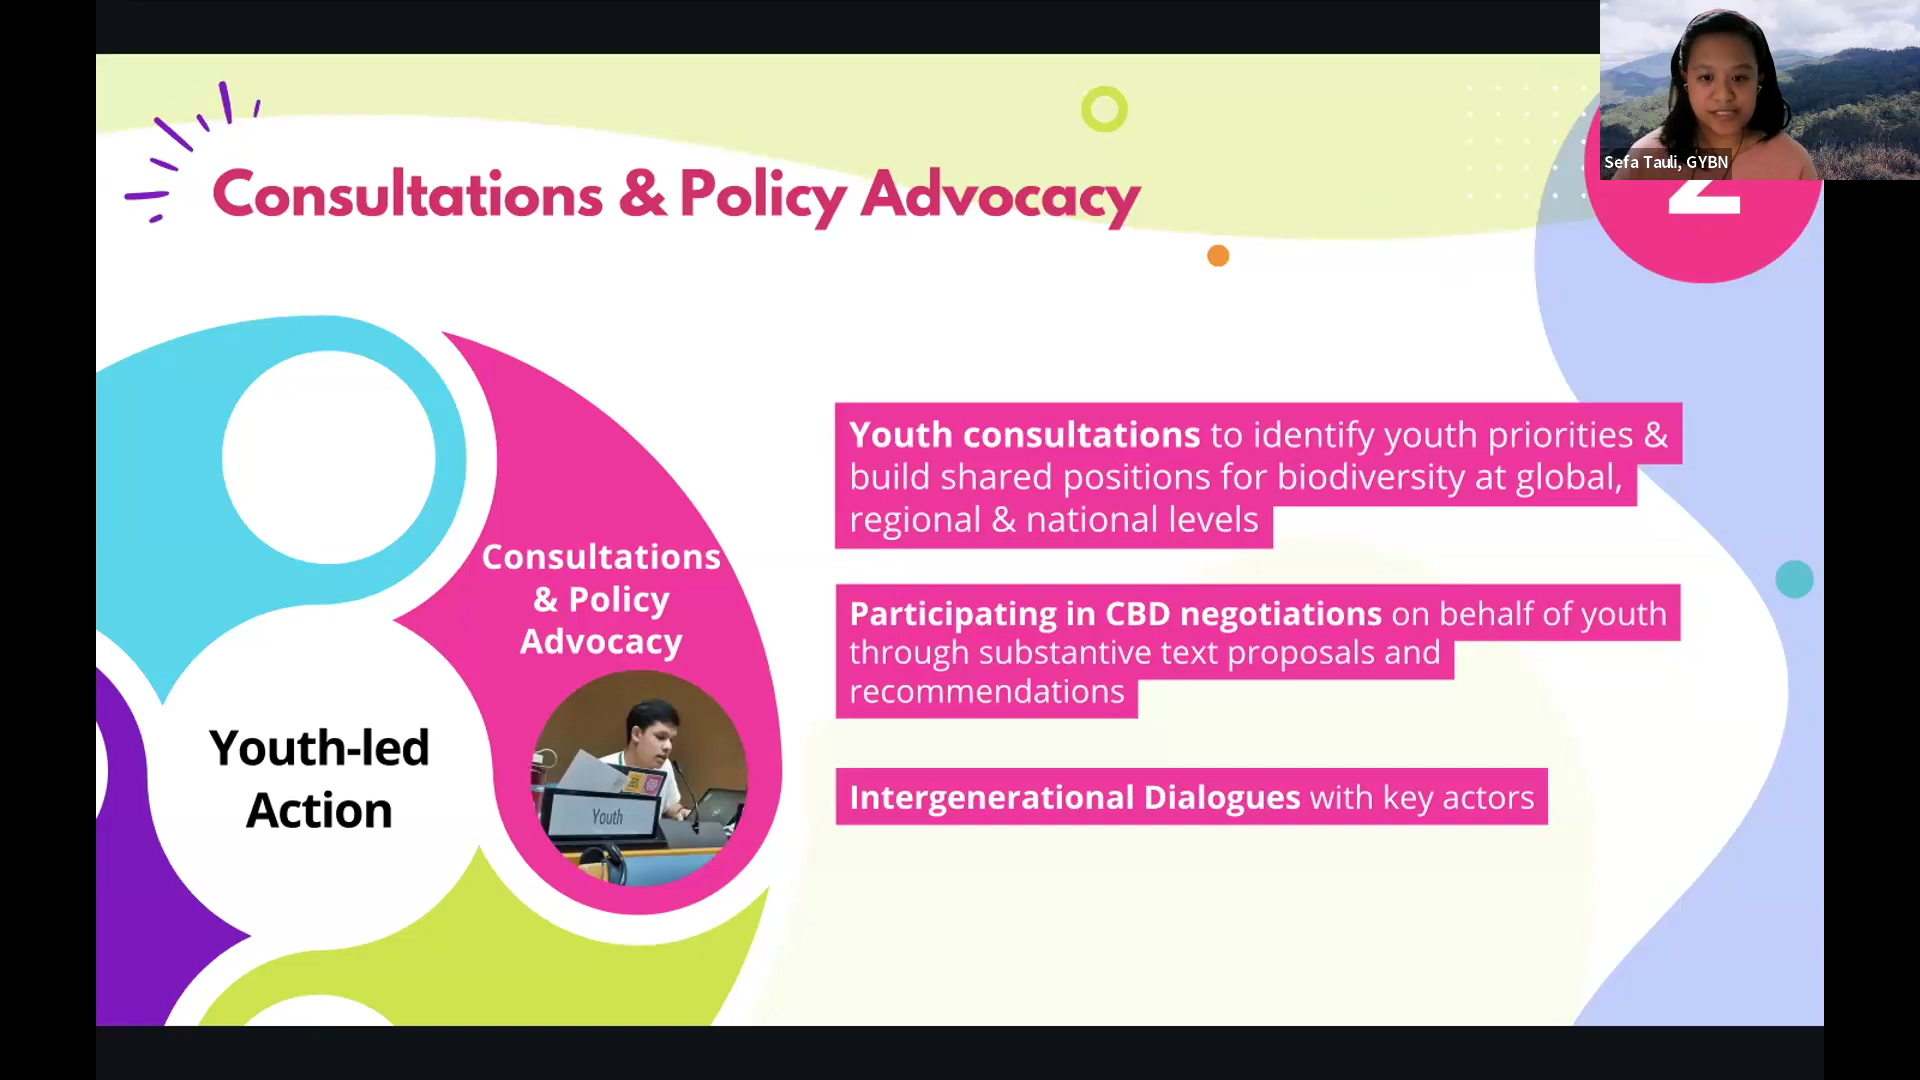 Sefa Tauli, GYBN
2
Consultations & Policy Advocacy
Consultations
& Policy
Advocacy
Youth
Youth-led
Action
Youth consultations to identify youth priorities &
build shared positions for biodiversity at global,
regional & national levels
Participating in CBD negotiations on behalf of youth
through substantive text proposals and
recommendations
Intergenerational Dialogues with key actors